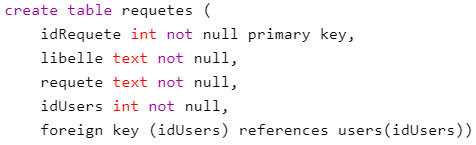 create table requetes (
    idRequete int not null primary key,
    libelle text not null,
    requete text not null,
    idUsers int not null,
    foreign key (idUsers) references users(idUsers))